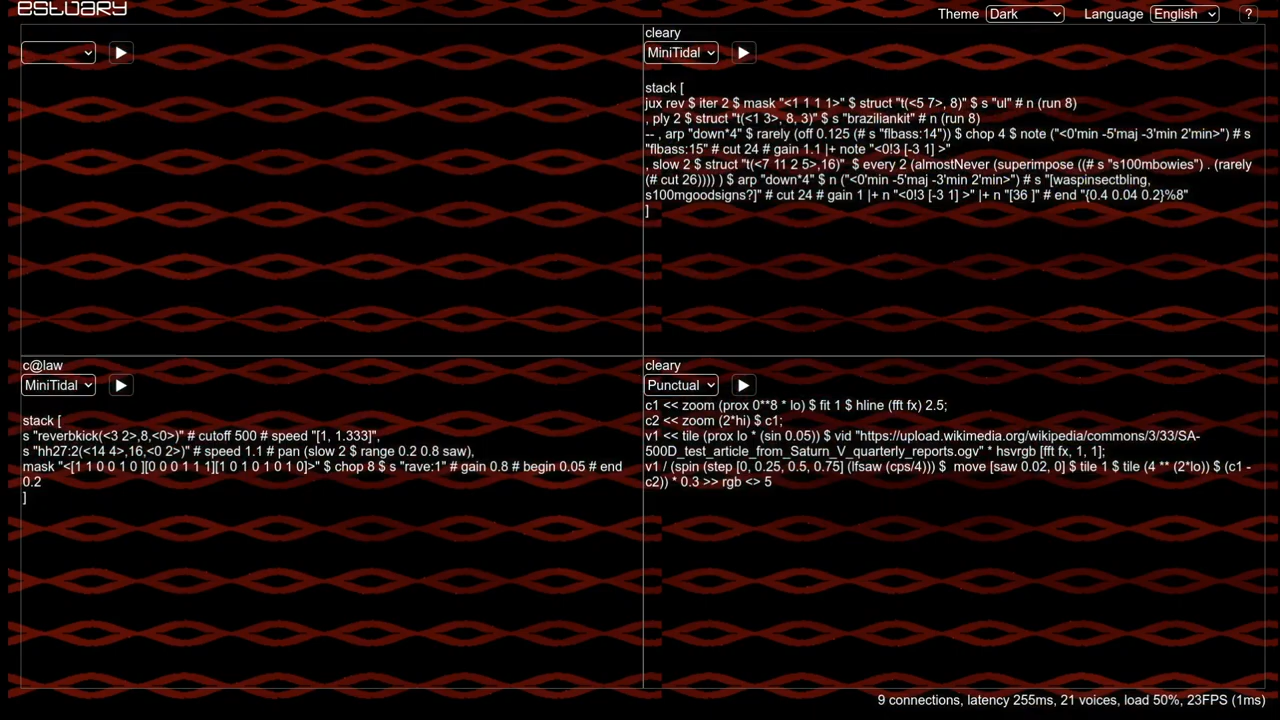 estuary
Theme Dark Language English ?
cleary
MiniTidal
stack [
jux rev $ iter 2 $ mask "<1 1 1 1>" $ struct "t(<5 7>, 8)" $ s "ul" # n (run 8)
, ply 2 $ struct "t(<1 3>, 8, 3)" $ s "braziliankit" # n (run 8)
-- , arp "down*4" $ rarely (off 0.125 (# s "flbass:14")) $ chop 4 $ note ("<0'min -5'maj -3'min 2'min>") # s
"flbass:15" # cut 24 # gain 1.1 |+ note "<0!3 [-3 1] >"
, slow 2 $ struct "t(<7 11 2 5>,16)"  $ every 2 (almostNever (superimpose ((# s "s100mbowies") . (rarely
(# cut 26)))) ) $ arp "down*4" $ n ("<0'min -5'maj -3'min 2'min>") # s "[waspinsectbling,
s100mgoodsigns?]" # cut 24 # gain 1 |+ n "<0!3 [-3 1] >" |+ n "[36 ]" # end "{0.4 0.04 0.2}%8"
]
c@law
MiniTidal
stack [
s "reverbkick(<3 2>,8,<0>)" # cutoff 500 # speed "[1, 1.333]",
s "hh27:2(<14 4>,16,<0 2>)" # speed 1.1 # pan (slow 2 $ range 0.2 0.8 saw),
mask "<[1 1 0 0 1 0 ][0 0 0 1 1 1][1 0 1 0 1 0 1 0]>" $ chop 8 $ s "rave:1" # gain 0.8 # begin 0.05 # end
0.2
]
cleary
Punctual
c1 << zoom (prox 0**8 * lo) $ fit 1 $ hline (fft fx) 2.5;
c2 << zoom (2*hi) $ c1;
v1 << tile (prox lo * (sin 0.05)) $ vid "https://upload.wikimedia.org/wikipedia/commons/3/33/SA-
500D_test_article_from_Saturn_V_quarterly_reports.ogv" * hsvrgb [fft fx, 1, 1];
v1 / (spin (step [0, 0.25, 0.5, 0.75] (lfsaw (cps/4))) $  move [saw 0.02, 0] $ tile 1 $ tile (4 ** (2*lo)) $ (c1 -
c2)) * 0.3 >> rgb <> 5
9 connections, latency 255ms, 21 voices, load 50%, 23FPS (1ms)